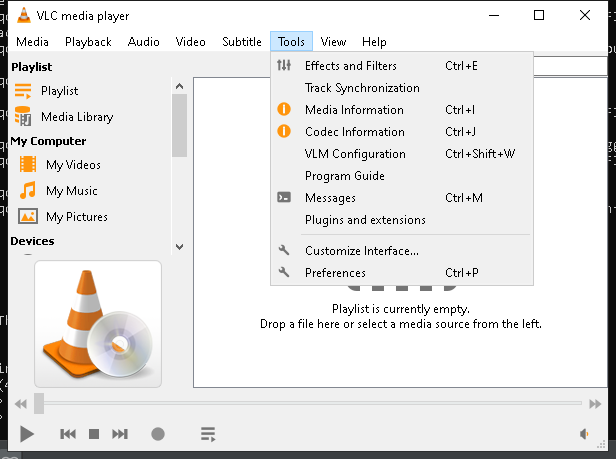 VLC media player
Media Playback Audio Video Subtitle Tools View Help
Playlist
Playlist
Media Library
My Computer
My Videos
My Music
My Pictures
Devices
Effects and Filters Ctrl+E
Track Synchronization
Media Information Ctrl+I
Codec Information Ctrl+J
VLM Configuration Ctrl+Shift+W
Program Guide
Messages Ctrl+M
Plugins and extensions
Customize Interface...
Preferences Ctrl+P
Playlist is currently empty.
Drop a file here or select a media source from the left.